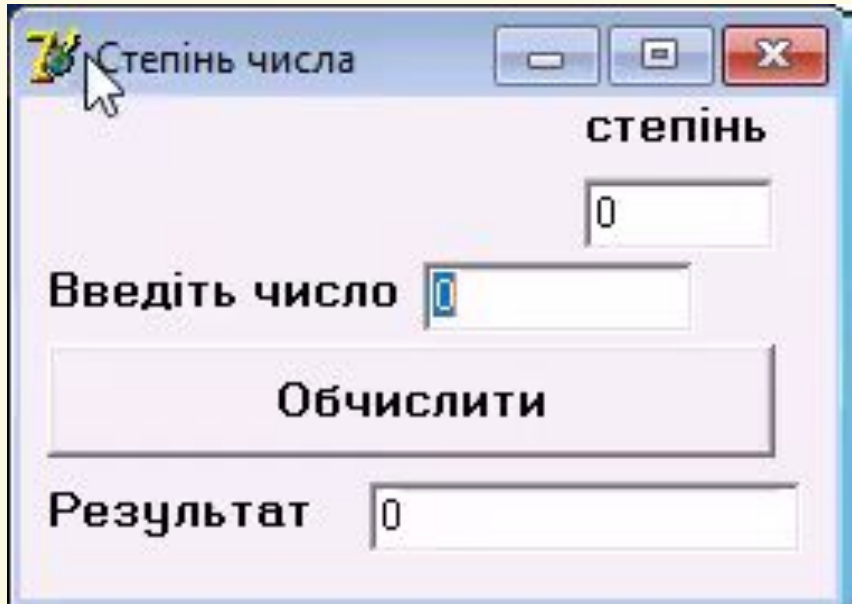 Степінь числа
степінь
0
Введіть число 0
Обчислити
Результат 0